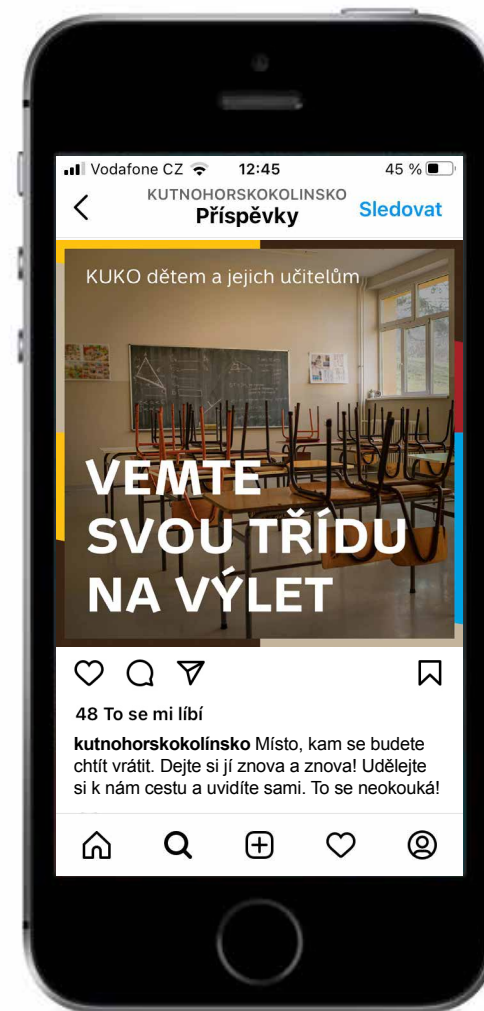 Vodafone CZ 12:45 45 %
KUTNOHORSKOKOLINSKO
Příspěvky
Sledovat
KUKO dětem a jejich učitelům
VEMTE
SVOU TŘÍDU
NA VÝLET
48 To se mi líbí
kutnohorskokolínsko Místo, kam se budete
chtít vrátit. Dejte si jí znova a znova! Udělejte
si k nám cestu a uvidíte sami. To se neokouká!